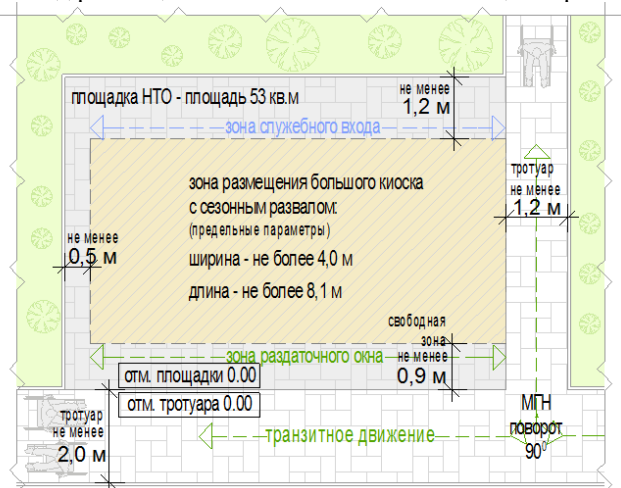 площадка НТО - площадь 53 кв.м
не менее
1,2 м
зона служебного входа
тротуар
не менее
1,2 м
зона размещения большого киоска
с сезонным развалом:
(предельные параметры)
ширина - не более 4,0 м
длина - не более 8,1 м
не менее
0,5 м
свободная
зона
не менее
0,9 м
зона раздаточного окна
отм. площадки 0.00
отм. тротуара 0.00
тротуар
не менее
2,0 м
транзитное движение
МГН
поворот
90⁰